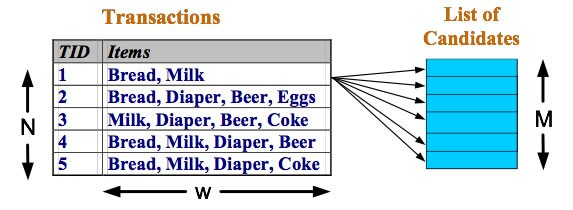 Transactions
List of
Candidates
TID Items
1 Bread, Milk
2 Bread, Diaper, Beer, Eggs
3 Milk, Diaper, Beer, Coke
4 Bread, Milk, Diaper, Beer
5 Bread, Milk, Diaper, Coke
N
M
w